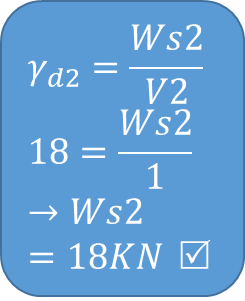 γd2 = Ws2/V2
18 = Ws2/1
→ Ws2
= 18KN ☑